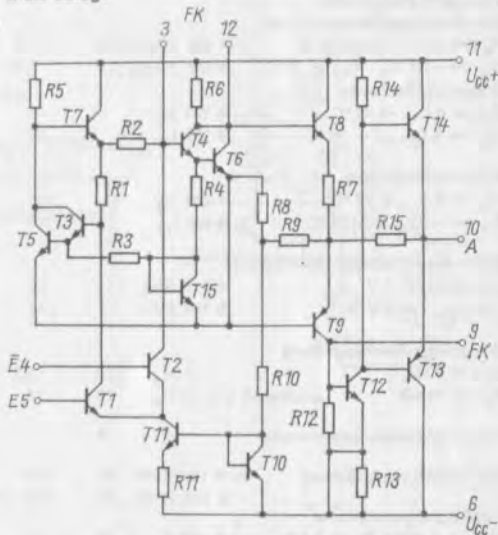 FK
3
12
11
U_CC+
R5
R6
R14
T7
R2
T4
T6
T8
T14
R1
R4
R8
R7
T5
T3
R3
R9
R15
10
A
T15
T9
9
FK
Ē4
T2
R10
T12
T13
E5
T1
T11
R12
T10
R11
R13
6
U_CC-